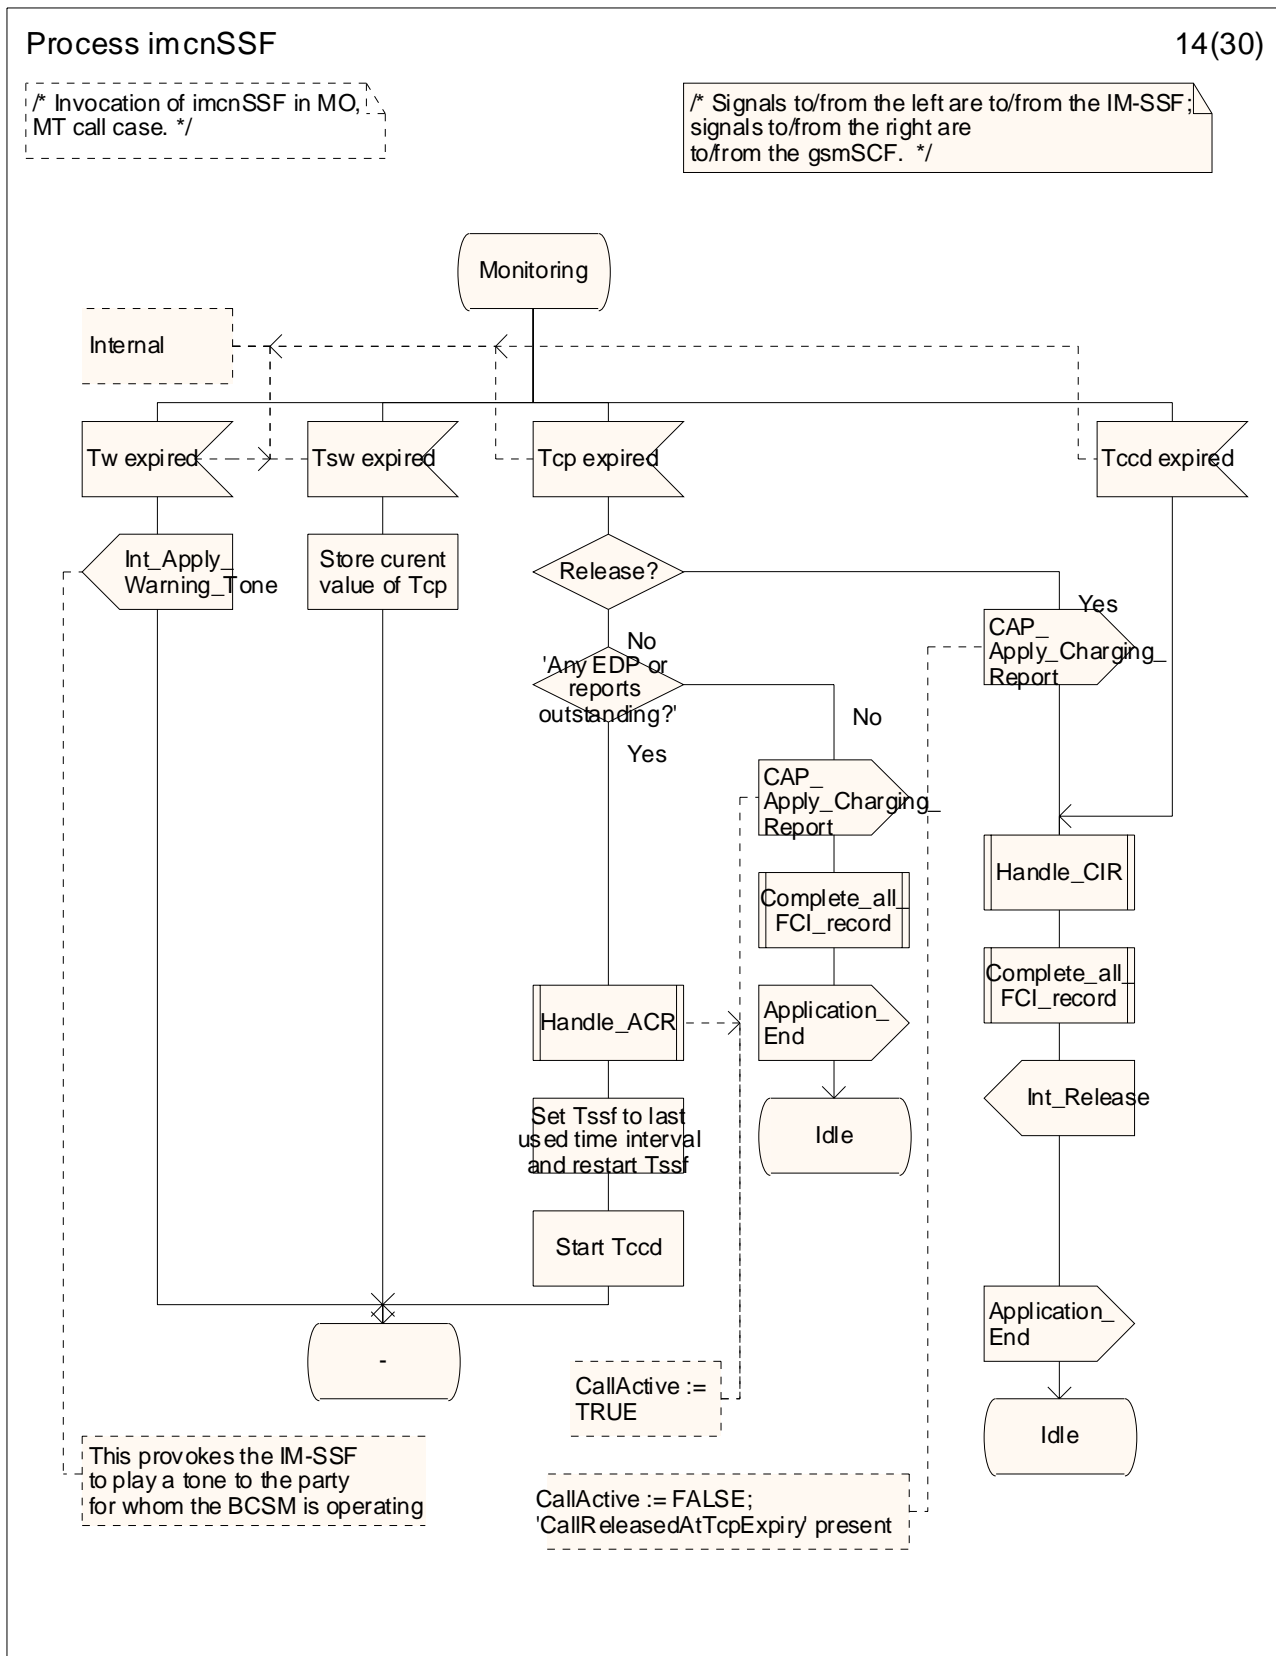 Process imcnSSF
14(30)
/* Invocation of imcnSSF in MO,
MT call case. */
/* Signals to/from the left are to/from the IM-SSF;
signals to/from the right are
to/from the gsmSCF.  */
Monitoring
Internal
Tw expired
Tsw expired
Tcp expired
Tccd expired
Int_Apply_
Warning_Tone
Store curent
value of Tcp
Release?
Yes
No
CAP_
Apply_Charging_
Report
'Any EDP or
reports
outstanding?'
No
Yes
CAP_
Apply_Charging_
Report
Handle_CIR
Complete_all_
FCI_record
Complete_all_
FCI_record
Handle_ACR
Application_
End
Int_Release
Set Tssf to last
used time interval
and restart Tssf
Idle
Start Tccd
Application_
End
-
CallActive :=
TRUE
Idle
This provokes the IM-SSF
to play a tone to the party
for whom the BCSM is operating
CallActive := FALSE;
'CallReleasedAtTcpExpiry' present